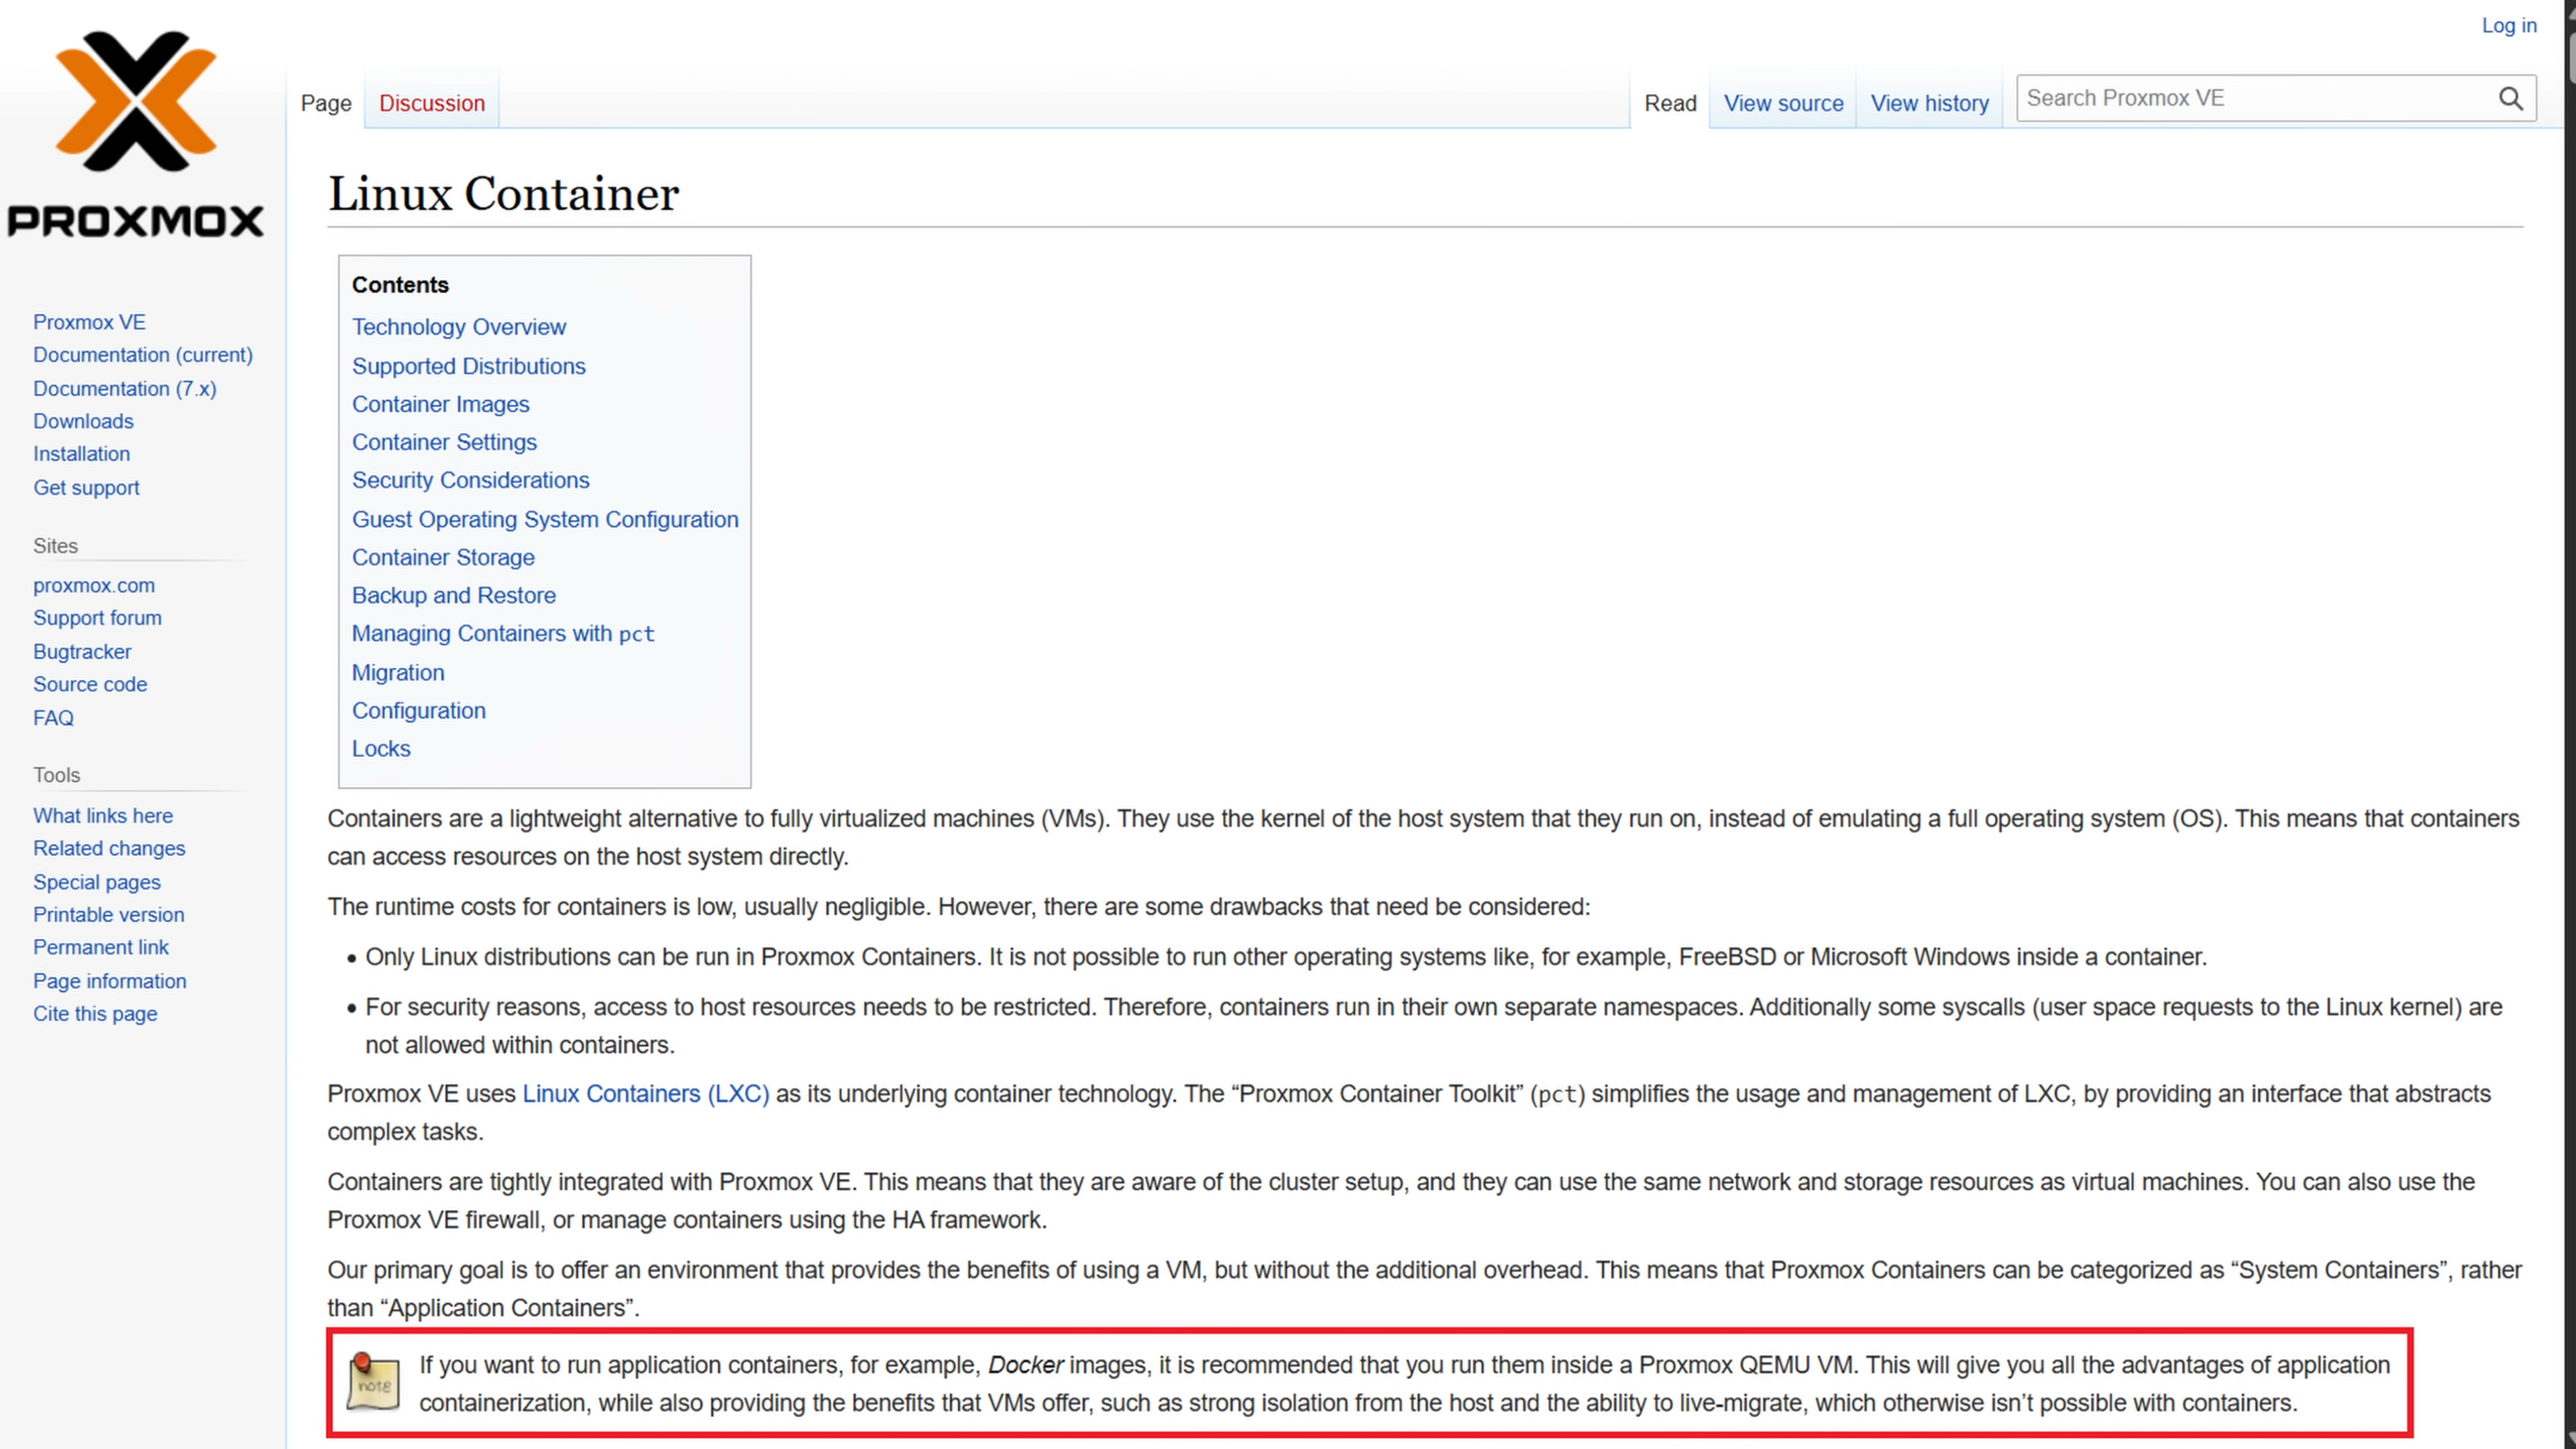 Log in
PROXMOX
Page
Discussion
Read
View source
View history
Search Proxmox VE
Proxmox VE
Documentation (current)
Documentation (7.x)
Downloads
Installation
Get support
Sites
proxmox.com
Support forum
Bugtracker
Source code
FAQ
Tools
What links here
Related changes
Special pages
Printable version
Permanent link
Page information
Cite this page
Linux Container
Contents
Technology Overview
Supported Distributions
Container Images
Container Settings
Security Considerations
Guest Operating System Configuration
Container Storage
Backup and Restore
Managing Containers with pct
Migration
Configuration
Locks
Containers are a lightweight alternative to fully virtualized machines (VMs). They use the kernel of the host system that they run on, instead of emulating a full operating system (OS). This means that containers
can access resources on the host system directly.
The runtime costs for containers is low, usually negligible. However, there are some drawbacks that need be considered:
• Only Linux distributions can be run in Proxmox Containers. It is not possible to run other operating systems like, for example, FreeBSD or Microsoft Windows inside a container.
• For security reasons, access to host resources needs to be restricted. Therefore, containers run in their own separate namespaces. Additionally some syscalls (user space requests to the Linux kernel) are
not allowed within containers.
Proxmox VE uses Linux Containers (LXC) as its underlying container technology. The “Proxmox Container Toolkit” (pct) simplifies the usage and management of LXC, by providing an interface that abstracts
complex tasks.
Containers are tightly integrated with Proxmox VE. This means that they are aware of the cluster setup, and they can use the same network and storage resources as virtual machines. You can also use the
Proxmox VE firewall, or manage containers using the HA framework.
Our primary goal is to offer an environment that provides the benefits of using a VM, but without the additional overhead. This means that Proxmox Containers can be categorized as “System Containers”, rather
than “Application Containers”.
note
If you want to run application containers, for example, Docker images, it is recommended that you run them inside a Proxmox QEMU VM. This will give you all the advantages of application
containerization, while also providing the benefits that VMs offer, such as strong isolation from the host and the ability to live-migrate, which otherwise isn’t possible with containers.